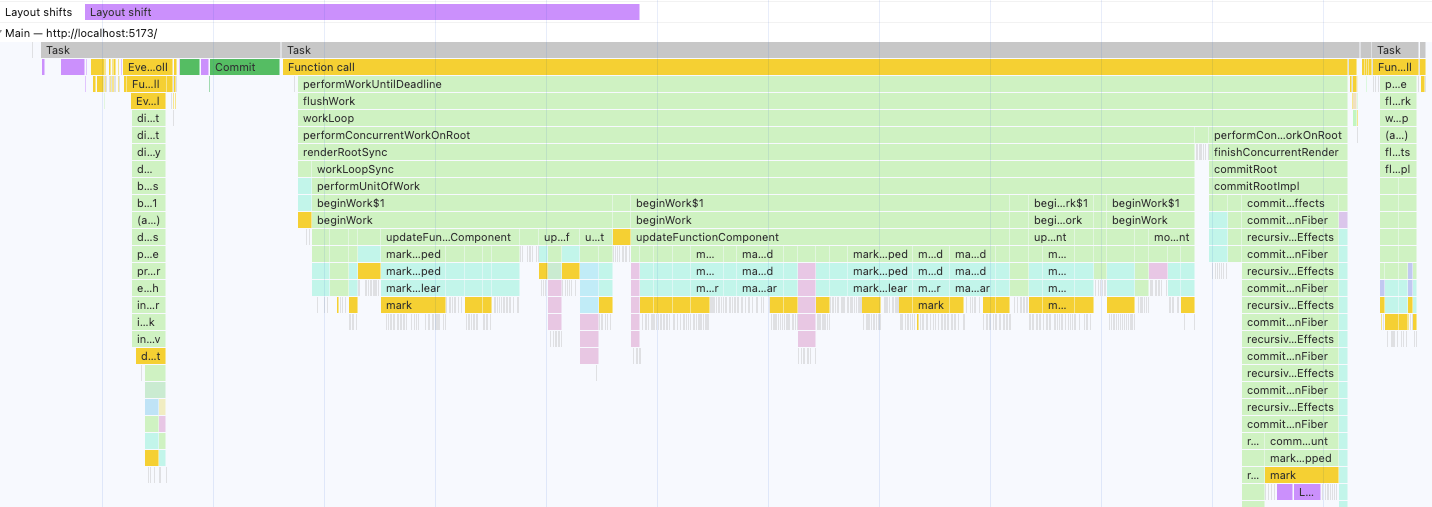 Layout shifts Layout shift
Main — http://localhost:5173/
Task Task Task
Eve…oll Commit Function call Fun…ll
Fu…ll performWorkUntilDeadline p…e
Ev…l flushWork fl…rk
di…t workLoop w…p
di…t performConcurrentWorkOnRoot performCon…orkOnRoot (a…)
di…y renderRootSync finishConcurrentRender fl…ts
d… workLoopSync commitRoot fl…pl
b…s performUnitOfWork commitRootImpl
b…1 beginWork$1 beginWork$1 begi…rk$1 beginWork$1 commit…ffects
(a…) beginWork beginWork begi…ork beginWork commit…nFiber
d…s updateFun…Component up…f u…t updateFunctionComponent up…nt mo…nt recursiv…Effects
p…e mark…ped m… ma…d mark…ped m…d ma…d m… commit…nFiber
pr…r mark…ped m… ma…d mark…ped m…d ma…d m… recursiv…Effects
e…h mark…lear m…r ma…ar mark…lear m…r ma…ar m… commit…nFiber
in…r mark mark m… recursiv…Effects
i…k commit…nFiber
in…v recursiv…Effects
d…t commit…nFiber
recursiv…Effects
commit…nFiber
recursiv…Effects
commit…nFiber
r… comm…unt
mark…pped
r… mark
L…